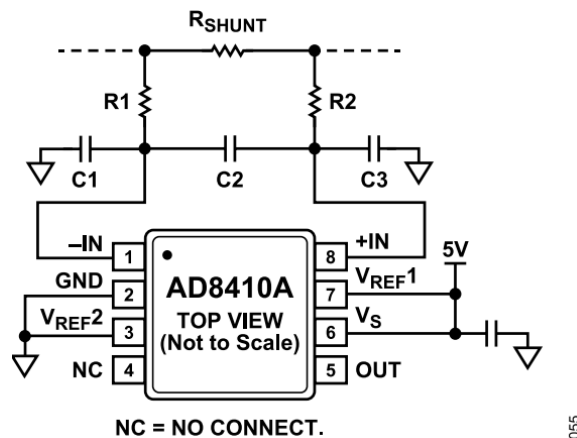 RSHUNT
R1
R2
C1
C2
C3
–IN
1
8
+IN
5V
GND
2
AD8410A
7
VREF1
VREF2
3
TOP VIEW
(Not to Scale)
6
VS
NC
4
5
OUT
NC = NO CONNECT.
055